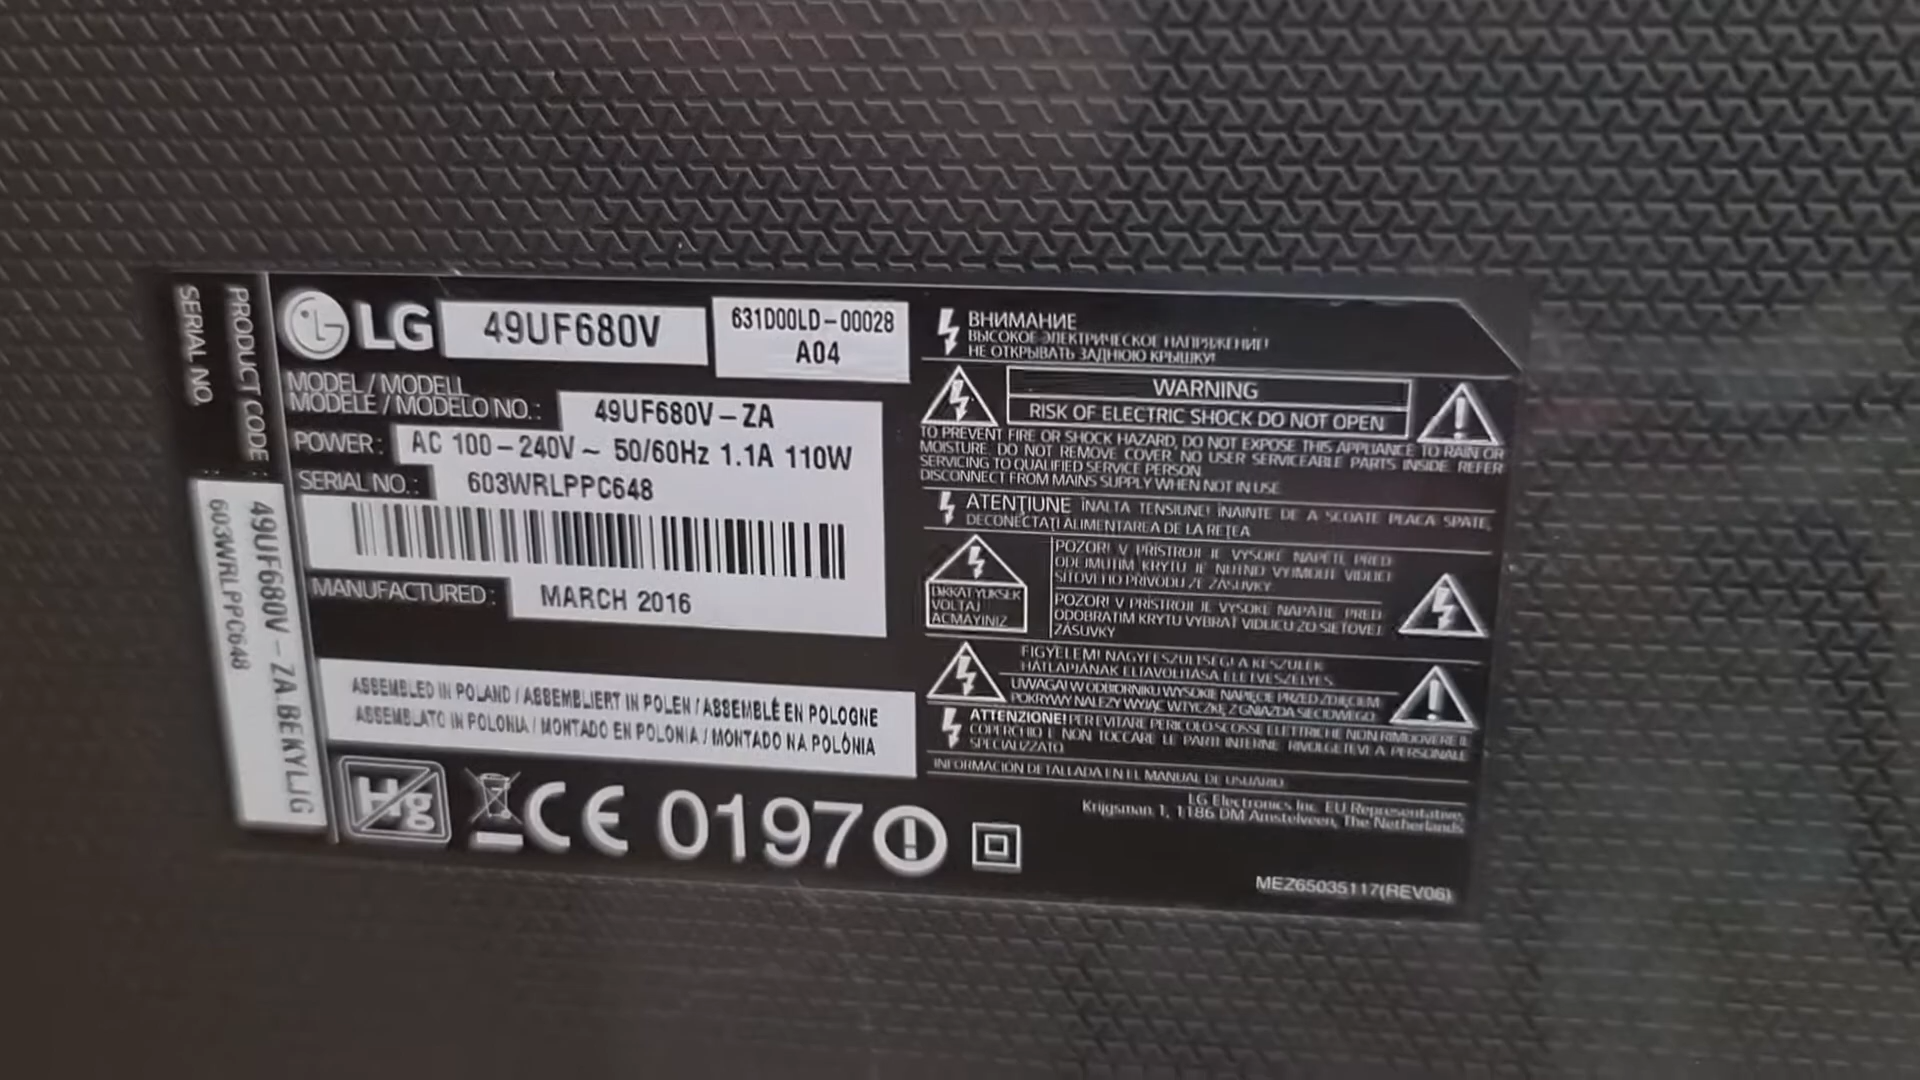 PRODUCT CODE
SERIAL NO.
49UF680V - ZA BEKYLJG
603WRLPPC648
LG
49UF680V
631D00LD-00028
A04
MODEL / MODELL
MODÈLE / MODELO NO.:
49UF680V-ZA
POWER: AC 100-240V ~ 50/60Hz 1.1A 110W
SERIAL NO.: 603WRLPPC648
MANUFACTURED: MARCH 2016
ASSEMBLED IN POLAND / ASSEMBLIERT IN POLEN / ASSEMBLÉ EN POLOGNE
ASSEMBLATO IN POLONIA / MONTADO EN POLONIA / MONTADO NA POLÓNIA
Hg
CE 0197
ВНИМАНИЕ
ВЫСОКОЕ ЭЛЕКТРИЧЕСКОЕ НАПРЯЖЕНИЕ!
НЕ ОТКРЫВАТЬ ЗАДНЮЮ КРЫШКУ!
WARNING
RISK OF ELECTRIC SHOCK DO NOT OPEN
TO PREVENT FIRE OR SHOCK HAZARD, DO NOT EXPOSE THIS APPLIANCE TO RAIN OR
MOISTURE. DO NOT REMOVE COVER. NO USER SERVICEABLE PARTS INSIDE. REFER
SERVICING TO QUALIFIED SERVICE PERSON.
DISCONNECT FROM MAINS SUPPLY WHEN NOT IN USE
ATENŢIUNE ÎNALTA TENSIUNE! ÎNAINTE DE A SCOATE PLACA SPATE,
DECONECTAŢI ALIMENTAREA DE LA REŢEA
DIKKAT YÜKSEK
VOLTAJ
AÇMAYINIZ
POZOR! V PŘÍSTROJI JE VYSOKÉ NAPĚTÍ, PŘED
ODEJMUTÍM KRYTU JE NUTNO VYJMOUT VIDLICI
SÍŤOVÉHO PŘÍVODU ZE ZÁSUVKY
POZOR! V PRÍSTROJI JE VYSOKÉ NAPÄTIE PRED
ODOBRATÍM KRYTU VYBRAŤ VIDLICU ZO SIEŤOVEJ
ZÁSUVKY
FIGYELEM! NAGYFESZÜLTSÉG! A KÉSZÜLÉK
HÁTLAPJÁNAK ELTÁVOLÍTÁSA ÉLETVESZÉLYES
UWAGA! W ODBIORNIKU WYSOKIE NAPIĘCIE PRZED ZDJĘCIEM
POKRYWY NALEŻY WYJĄĆ WTYCZKĘ Z GNIAZDA SIECIOWEGO
ATTENZIONE! PER EVITARE PERICOLO SCOSSE ELETTRICHE NON RIMUOVERE IL
COPERCHIO E NON TOCCARE LE PARTI INTERNE. RIVOLGETEVI A PERSONALE
SPECIALIZZATO.
INFORMACIÓN DETALLADA EN EL MANUAL DE USUARIO.
LG Electronics Inc. EU Representative,
Krijgsman 1, 1186 DM Amstelveen, The Netherlands
MEZ65035117(REV06)